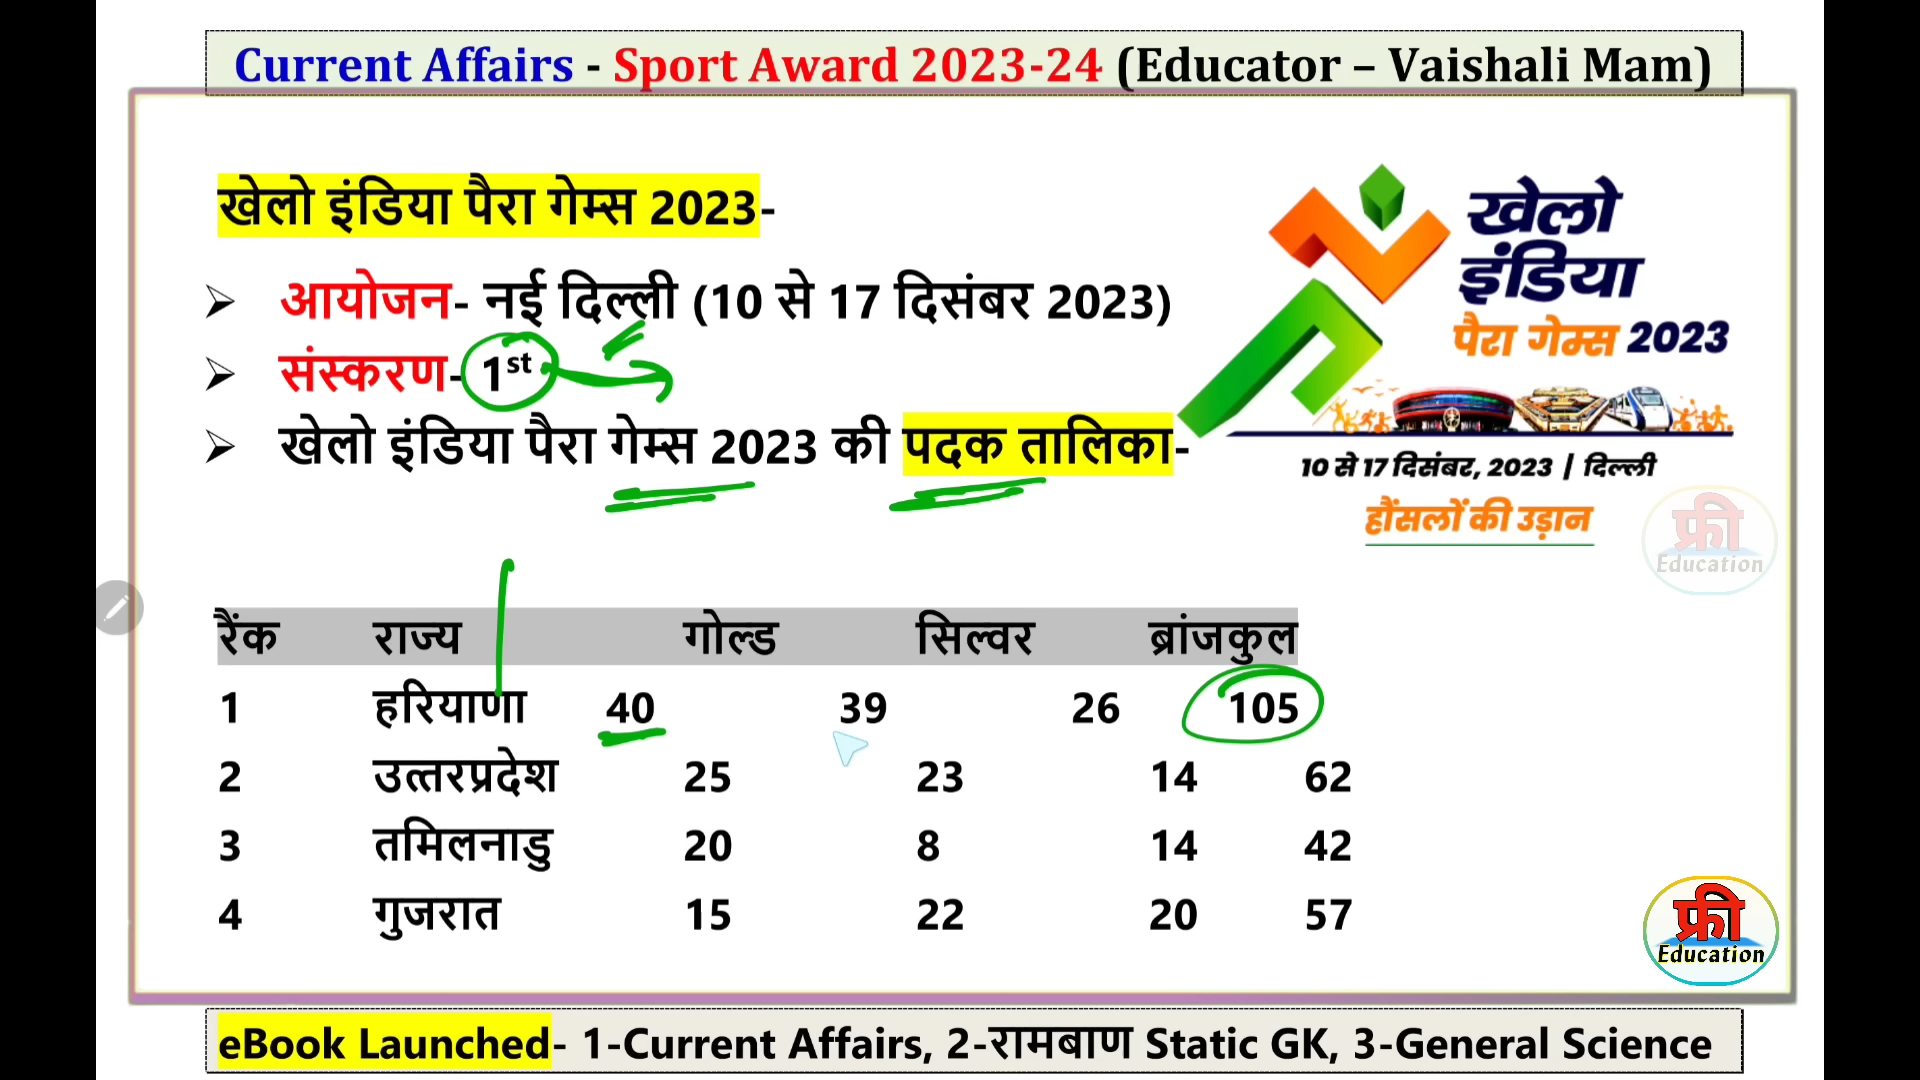 Current Affairs - Sport Award 2023-24 (Educator – Vaishali Mam)
खेलो इंडिया पैरा गेम्स 2023-
➢ आयोजन- नई दिल्ली (10 से 17 दिसंबर 2023)
➢ संस्करण- 1st
➢ खेलो इंडिया पैरा गेम्स 2023 की पदक तालिका-
खेलो
इंडिया
पैरा गेम्स 2023
10 से 17 दिसंबर, 2023 | दिल्ली
हौंसलों की उड़ान
फ्री
Education
रैंक राज्य गोल्ड सिल्वर ब्रांजकुल
1 हरियाणा 40 39 26 105
2 उत्तरप्रदेश 25 23 14 62
3 तमिलनाडु 20 8 14 42
4 गुजरात 15 22 20 57
फ्री
Education
eBook Launched- 1-Current Affairs, 2-रामबाण Static GK, 3-General Science